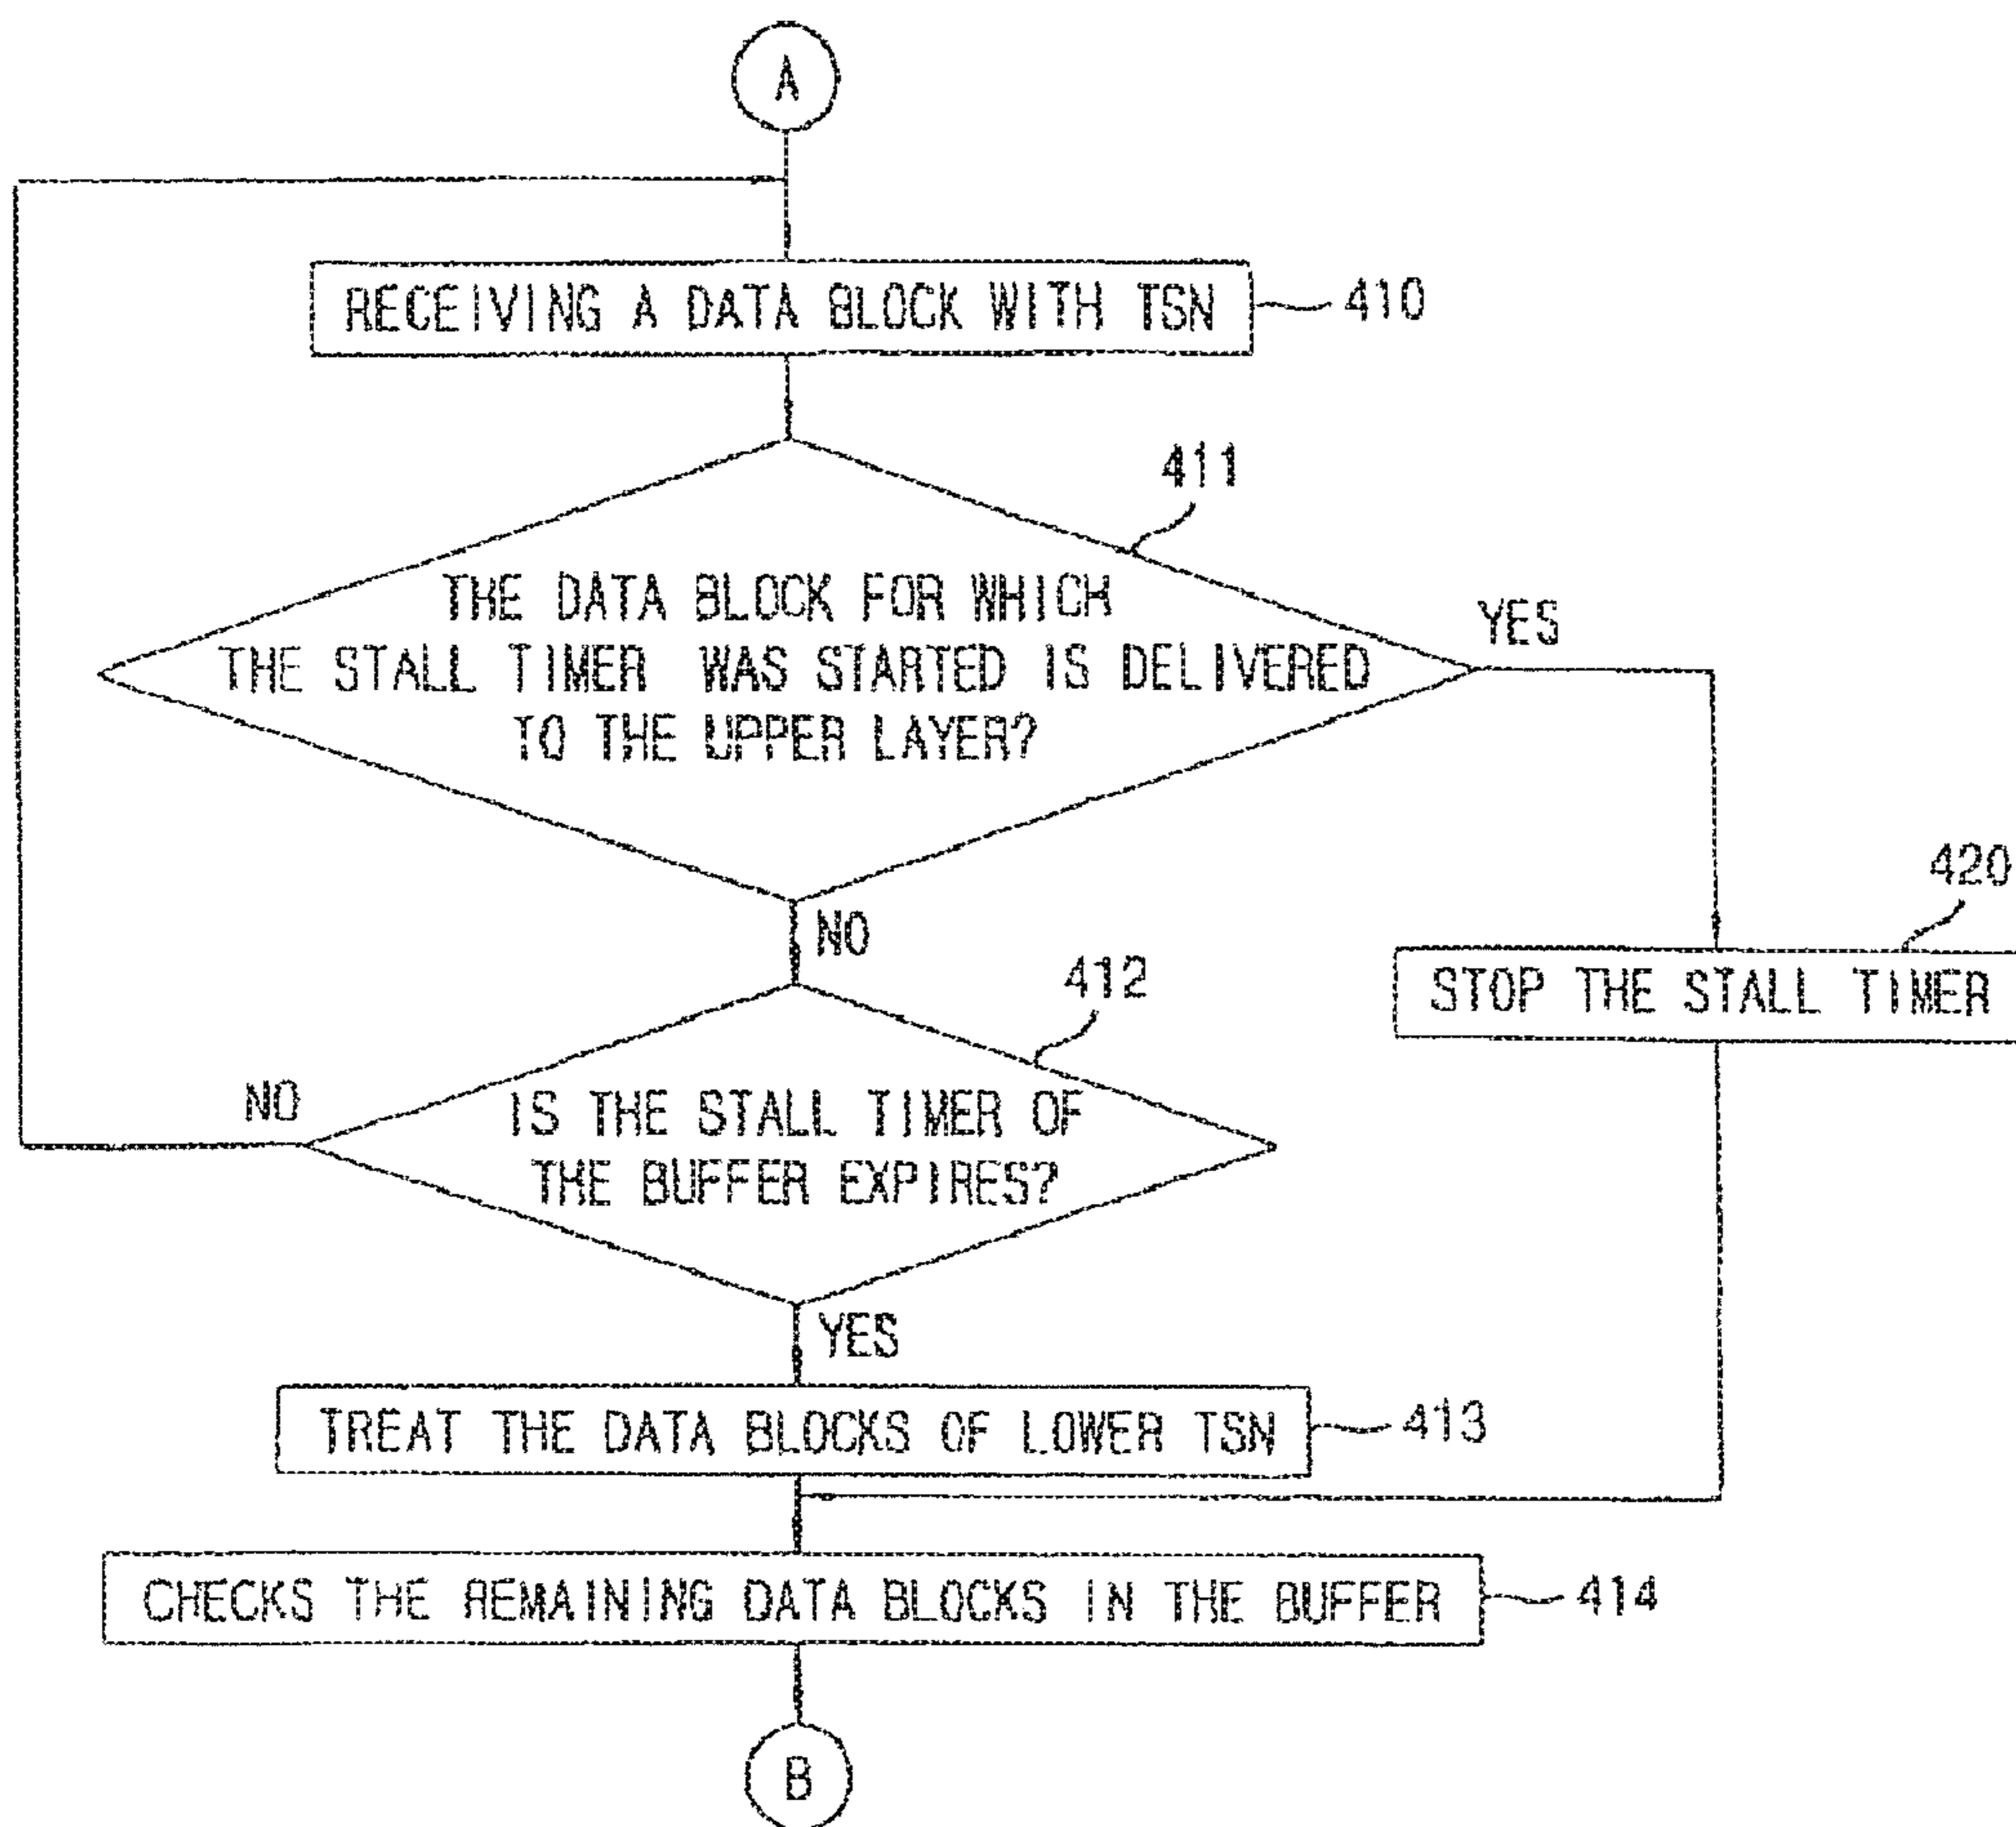 A
RECEIVING A DATA BLOCK WITH TSN
410
411
THE DATA BLOCK FOR WHICH
THE STALL TIMER WAS STARTED IS DELIVERED
TO THE UPPER LAYER?
YES
NO
420
STOP THE STALL TIMER
412
IS THE STALL TIMER OF
THE BUFFER EXPIRES?
NO
YES
TREAT THE DATA BLOCKS OF LOWER TSN
413
CHECKS THE REMAINING DATA BLOCKS IN THE BUFFER
414
B